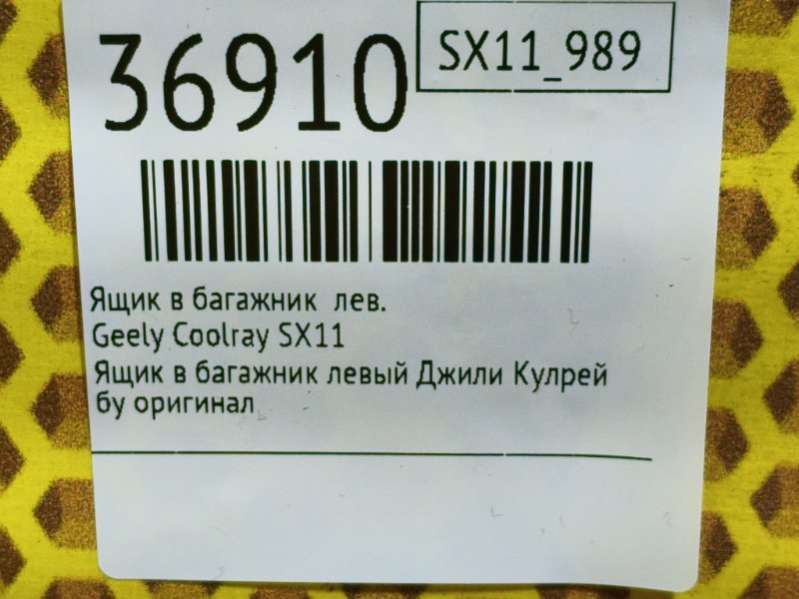 36910
SX11_989
Ящик в багажник лев.
Geely Coolray SX11
Ящик в багажник левый Джили Кулрей
бу оригинал